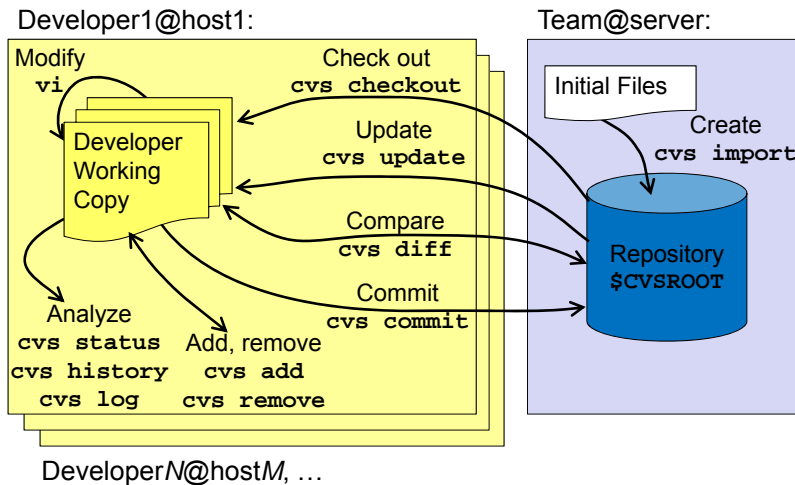 Developer1@host1:
Team@server:
Modify
vi
Check out
cvs checkout
Initial Files
Developer
Working
Copy
Update
cvs update
Create
cvs import
Compare
cvs diff
Repository
$CVSROOT
Commit
cvs commit
Analyze
cvs status
cvs history
cvs log
Add, remove
cvs add
cvs remove
DeveloperN@hostM, …